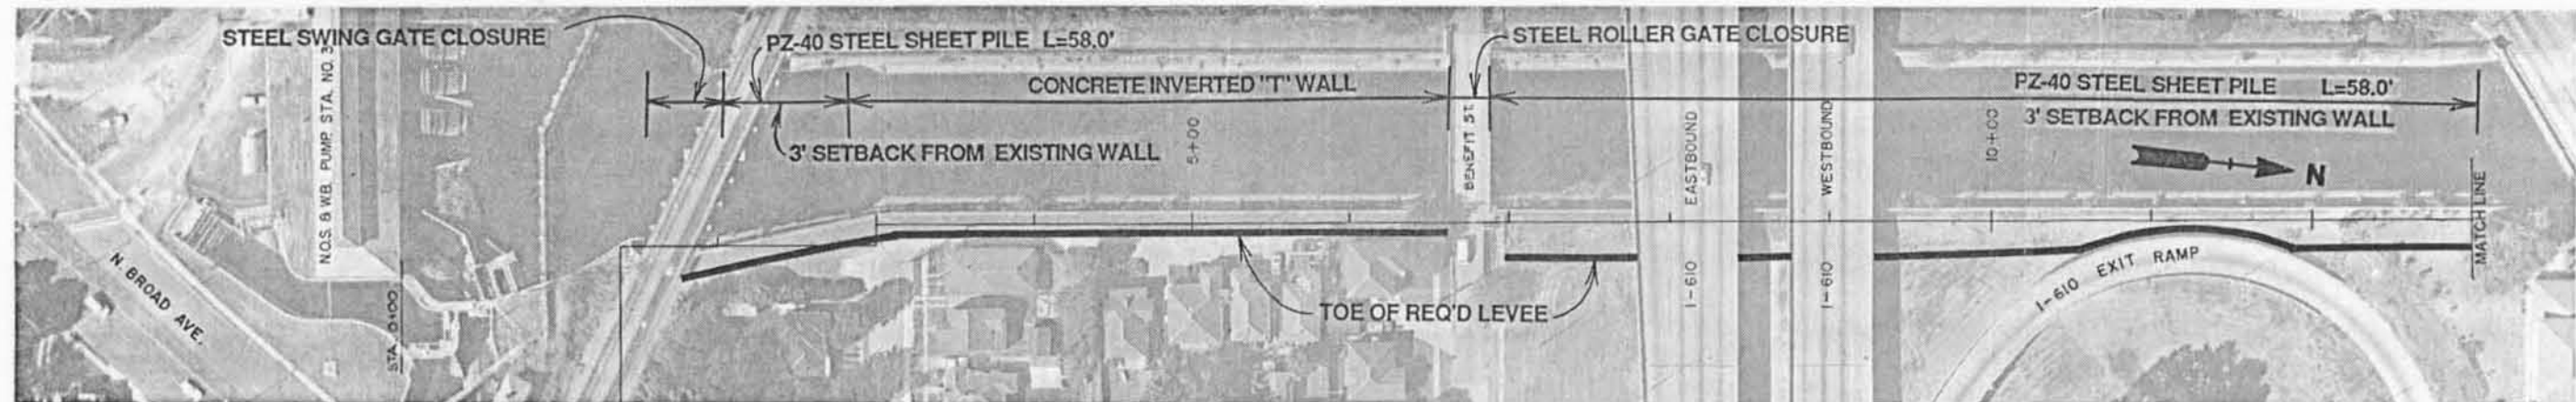 STEEL SWING GATE CLOSURE
PZ-40 STEEL SHEET PILE L=58.0'
STEEL ROLLER GATE CLOSURE
CONCRETE INVERTED "T" WALL
PZ-40 STEEL SHEET PILE L=58.0'
3' SETBACK FROM EXISTING WALL
3' SETBACK FROM EXISTING WALL
N.O.S. & W.B. PUMP. STA. NO. 3
5+00
BENEFIT ST.
EASTBOUND
WESTBOUND
10+00
N
MATCH LINE
N. BROAD AVE.
STA. 0+00
I-610
I-610
I-610 EXIT RAMP
TOE OF REQ'D LEVEE